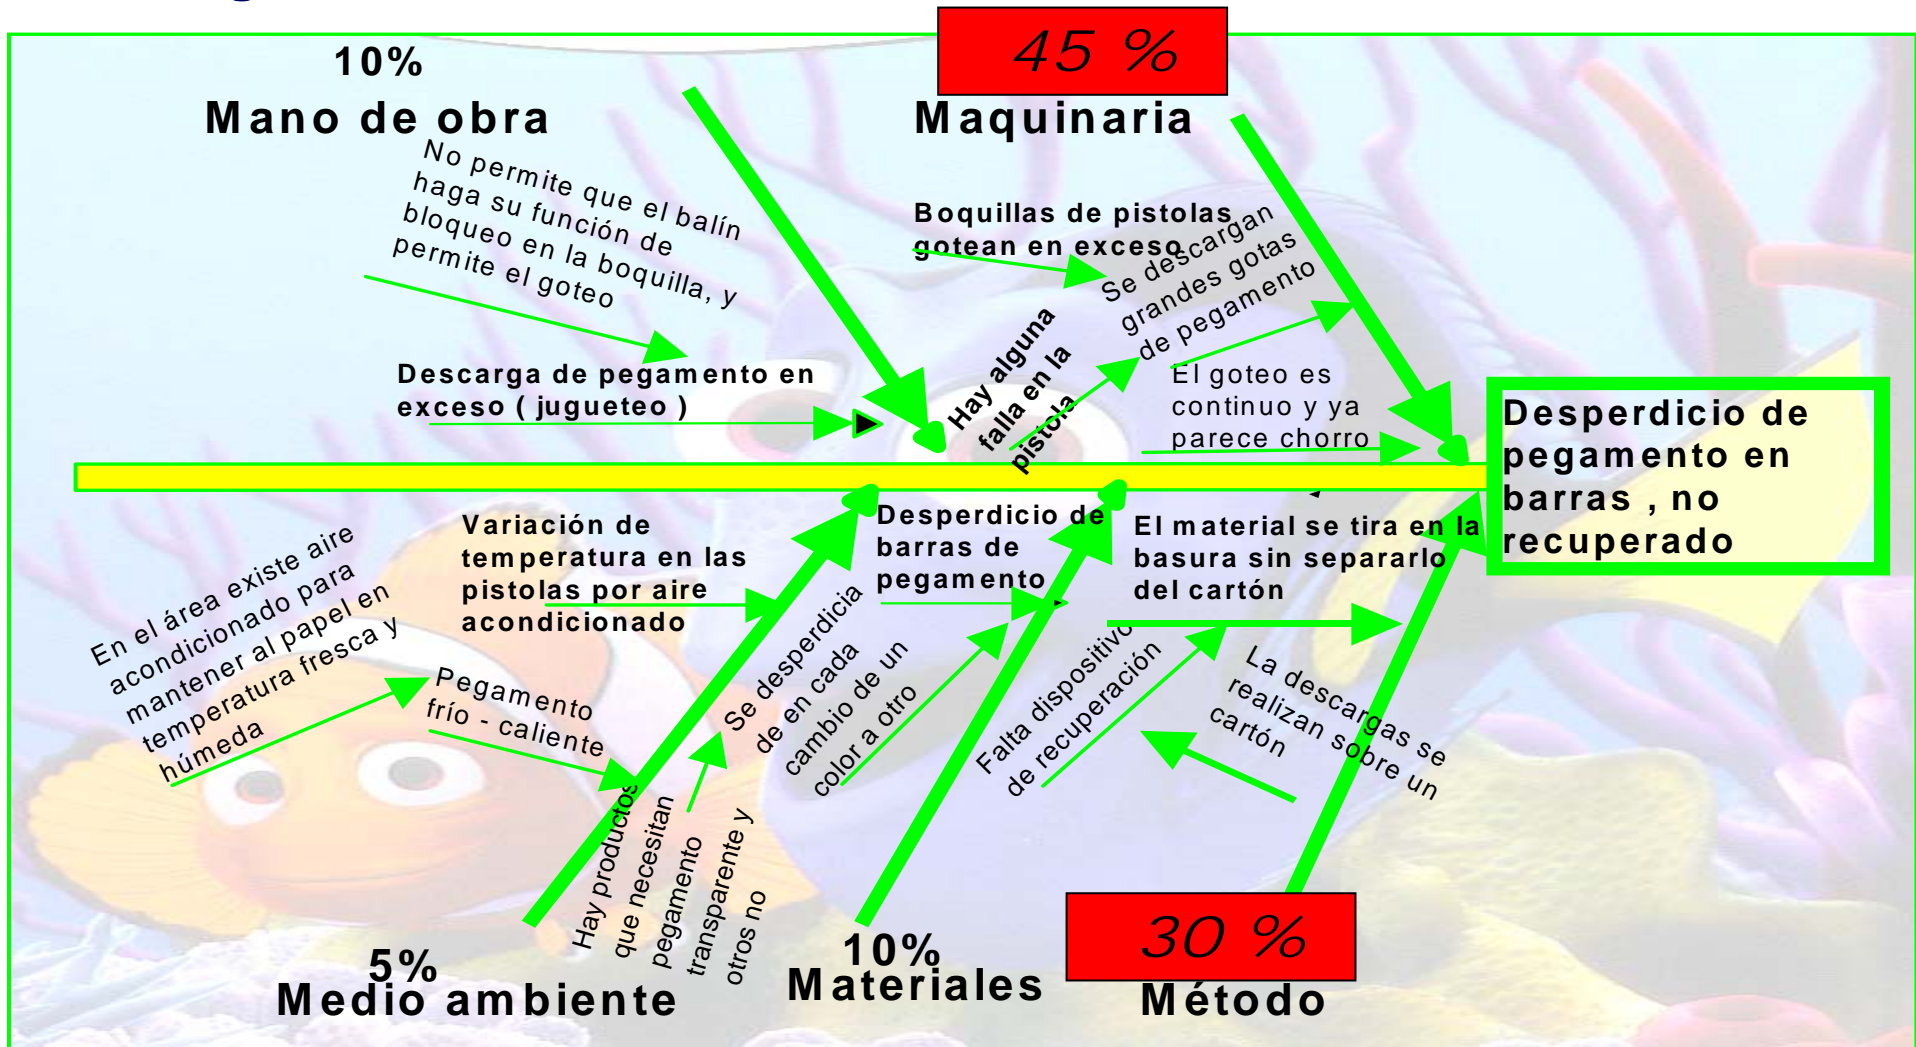 10%
Mano de obra
45 %
Maquinaria
No permite que el balín
haga su función de
bloqueo en la boquilla, y
permite el goteo
Descarga de pegamento en
exceso ( jugueteo )
Boquillas de pistolas
gotean en exceso
Se descargan
grandes gotas
de pegamento
Hay alguna
falla en la
pistola
El goteo es
continuo y ya
parece chorro
Desperdicio de
pegamento en
barras , no
recuperado
En el área existe aire
acondicionado para
mantener al papel en
temperatura fresca y
húmeda
Variación de
temperatura en las
pistolas por aire
acondicionado
Pegamento
frío - caliente
Hay productos
que necesitan
pegamento
transparente y
otros no
Se desperdicia
de en cada
cambio de un
color a otro
Desperdicio de
barras de
pegamento
El material se tira en la
basura sin separarlo
del cartón
Falta dispositivo
de recuperación
La descargas se
realizan sobre un
cartón
5%
Medio ambiente
10%
Materiales
30 %
Método